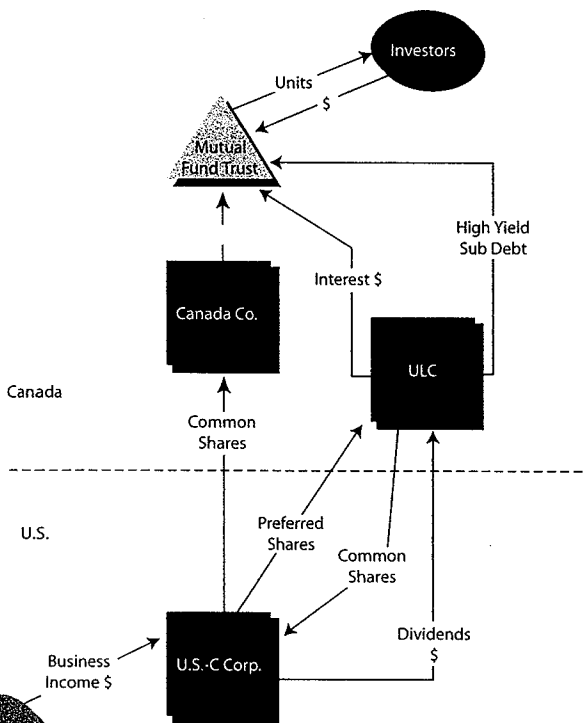 Investors
Units
$
Mutual
Fund Trust
High Yield
Sub Debt
Interest $
Canada Co.
ULC
Canada
Common
Shares
U.S.
Preferred
Shares
Common
Shares
Dividends
$
Business
Income $
U.S.-C Corp.